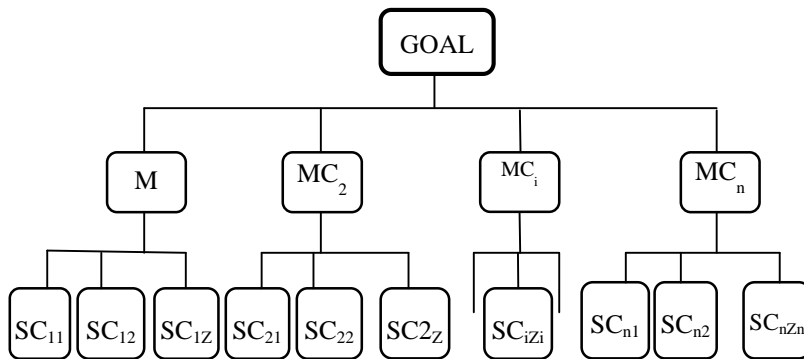 GOAL
M MC₂ MCᵢ MCₙ
SC₁₁ SC₁₂ SC₁Z SC₂₁ SC₂₂ SC2Z SCᵢZᵢ SCₙ₁ SCₙ₂ SCₙZₙ